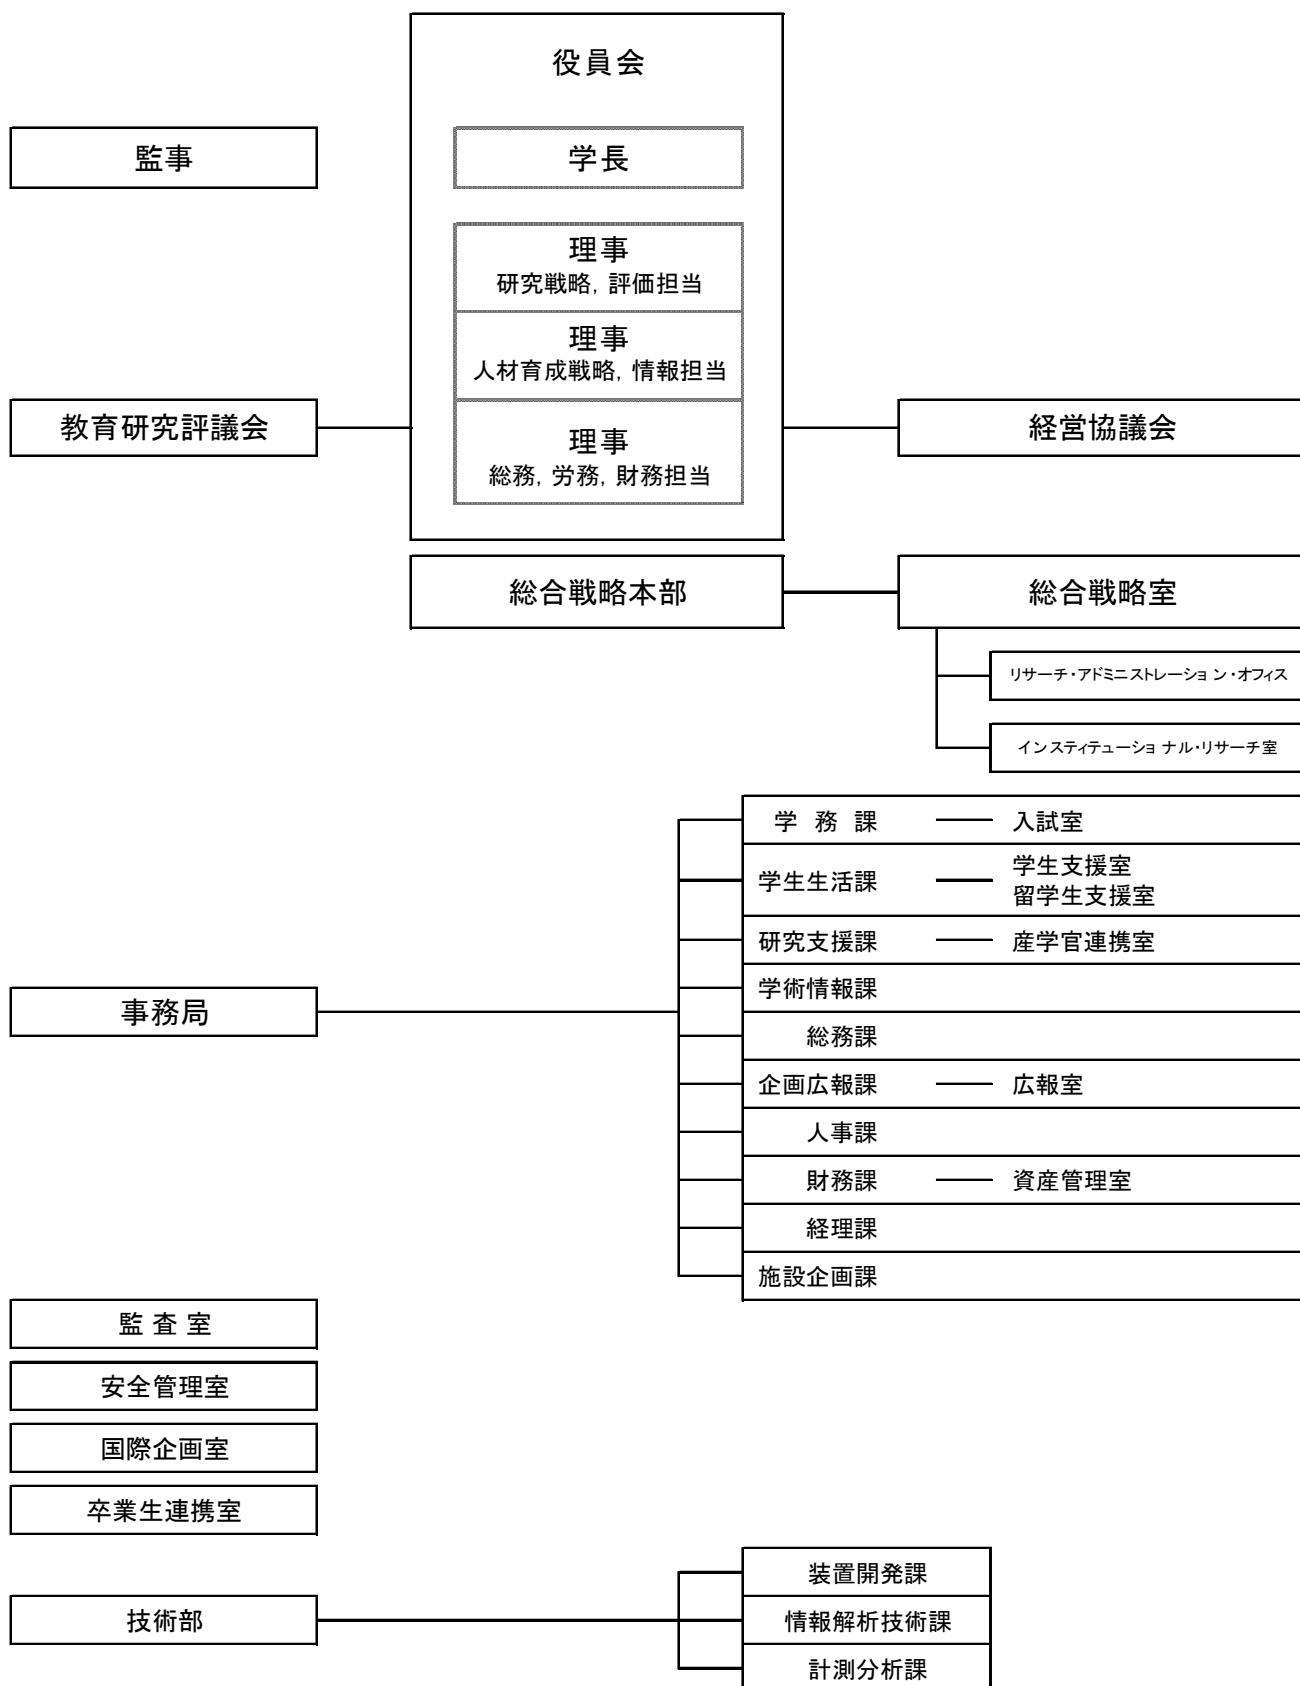 役員会
監事
学長
理事
研究戦略, 評価担当
理事
人材育成戦略, 情報担当
教育研究評議会
理事
総務, 労務, 財務担当
経営協議会
総合戦略本部
総合戦略室
リサーチ・アドミニストレーション・オフィス
インスティテューショナル・リサーチ室
事務局
学務課 入試室
学生生活課 学生支援室
留学生支援室
研究支援課 産学官連携室
学術情報課
総務課
企画広報課 広報室
人事課
財務課 資産管理室
経理課
施設企画課
監査室
安全管理室
国際企画室
卒業生連携室
技術部
装置開発課
情報解析技術課
計測分析課